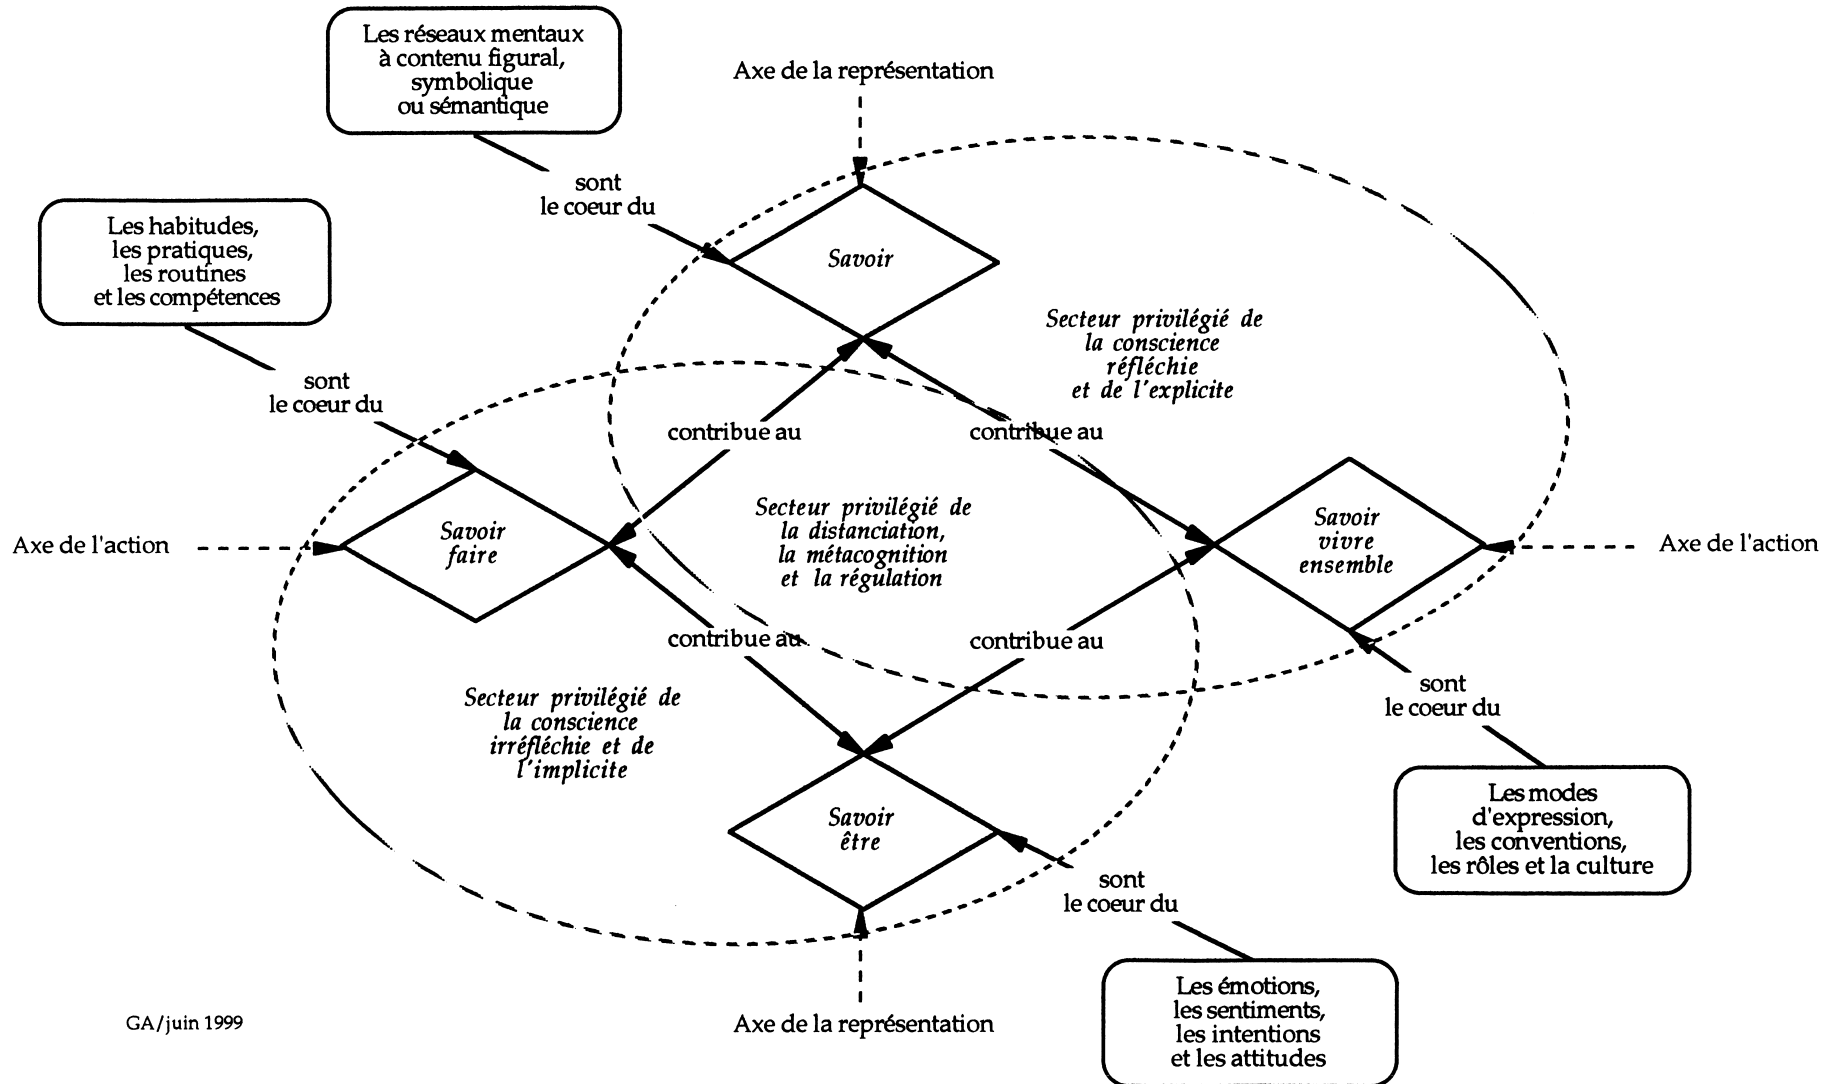 Les réseaux mentaux
à contenu figural,
symbolique
ou sémantique
Axe de la représentation
sont
le coeur du
Les habitudes,
les pratiques,
les routines
et les compétences
Savoir
Secteur privilégié de
la conscience
réfléchie
et de l'explicite
sont
le coeur du
contribue au
contribue au
Axe de l'action
Savoir
faire
Secteur privilégié de
la distanciation,
la métacognition
et la régulation
Savoir
vivre
ensemble
Axe de l'action
contribue au
contribue au
Secteur privilégié de
la conscience
irréfléchie et de
l'implicite
sont
le coeur du
Savoir
être
Les modes
d'expression,
les conventions,
les rôles et la culture
sont
le coeur du
Les émotions,
les sentiments,
les intentions
et les attitudes
Axe de la représentation
GA/juin 1999